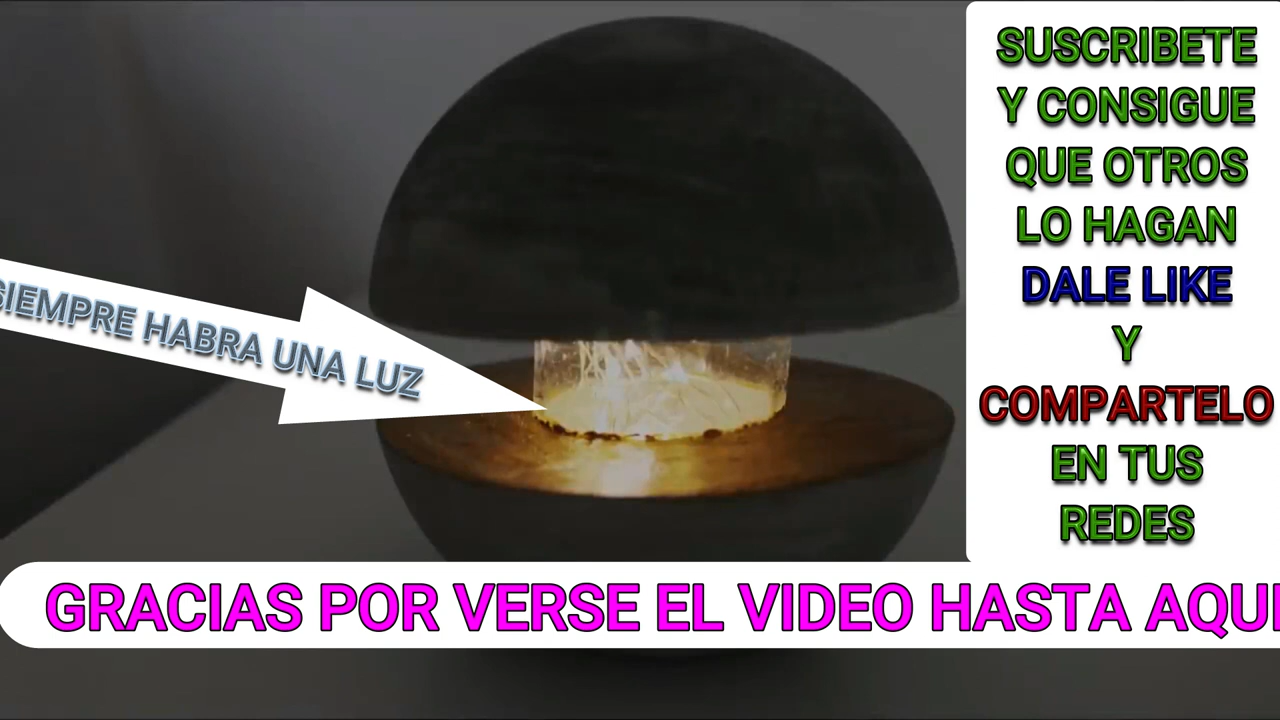 SUSCRIBETE
Y CONSIGUE
QUE OTROS
LO HAGAN
DALE LIKE
Y
COMPARTELO
EN TUS
REDES
SIEMPRE HABRA UNA LUZ
GRACIAS POR VERSE EL VIDEO HASTA AQUI